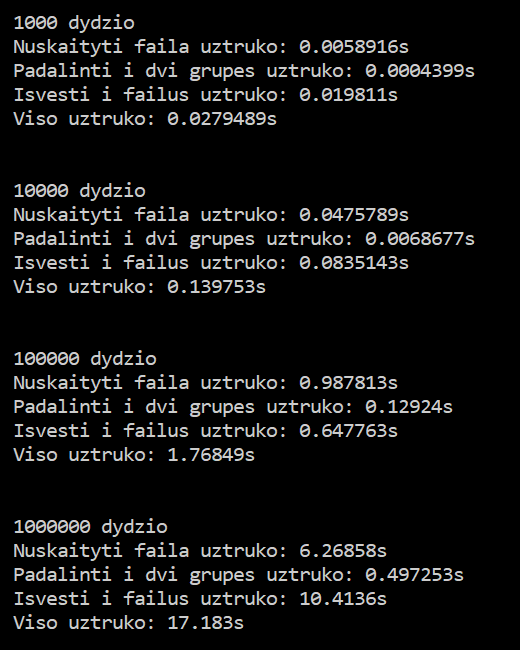 1000 dydzio
Nuskaityti faila uztruko: 0.0058916s
Padalinti i dvi grupes uztruko: 0.0004399s
Isvesti i failus uztruko: 0.019811s
Viso uztruko: 0.0279489s
10000 dydzio
Nuskaityti faila uztruko: 0.0475789s
Padalinti i dvi grupes uztruko: 0.0068677s
Isvesti i failus uztruko: 0.0835143s
Viso uztruko: 0.139753s
100000 dydzio
Nuskaityti faila uztruko: 0.987813s
Padalinti i dvi grupes uztruko: 0.12924s
Isvesti i failus uztruko: 0.647763s
Viso uztruko: 1.76849s
1000000 dydzio
Nuskaityti faila uztruko: 6.26858s
Padalinti i dvi grupes uztruko: 0.497253s
Isvesti i failus uztruko: 10.4136s
Viso uztruko: 17.183s